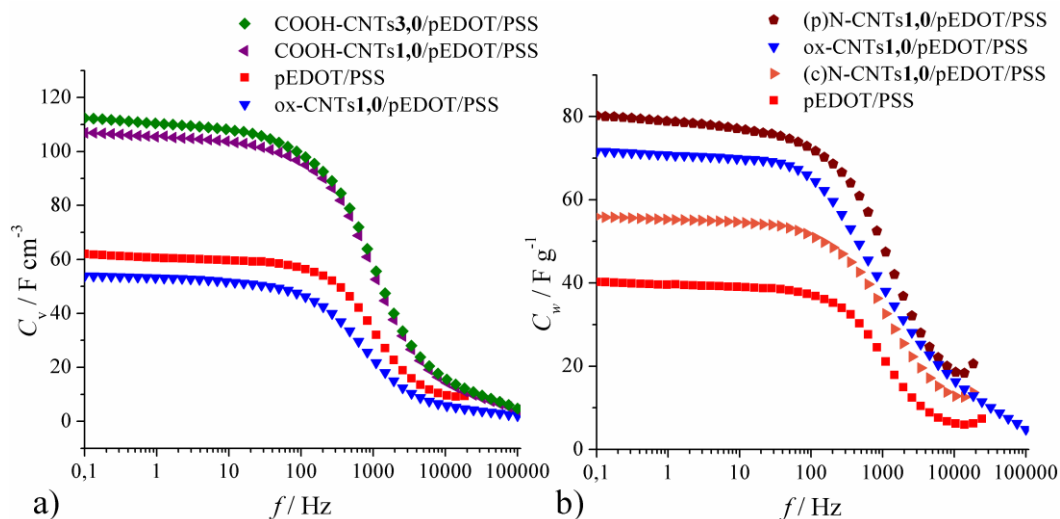 COOH-CNTs3,0/pEDOT/PSS
COOH-CNTs1,0/pEDOT/PSS
pEDOT/PSS
ox-CNTs1,0/pEDOT/PSS
120
100
80
60
40
20
0
Cv / F cm-3
0,1 1 10 100 1000 10000 100000
f / Hz
a)
(p)N-CNTs1,0/pEDOT/PSS
ox-CNTs1,0/pEDOT/PSS
(c)N-CNTs1,0/pEDOT/PSS
pEDOT/PSS
80
60
40
20
0
Cw / F g-1
0,1 1 10 100 1000 10000 100000
f / Hz
b)